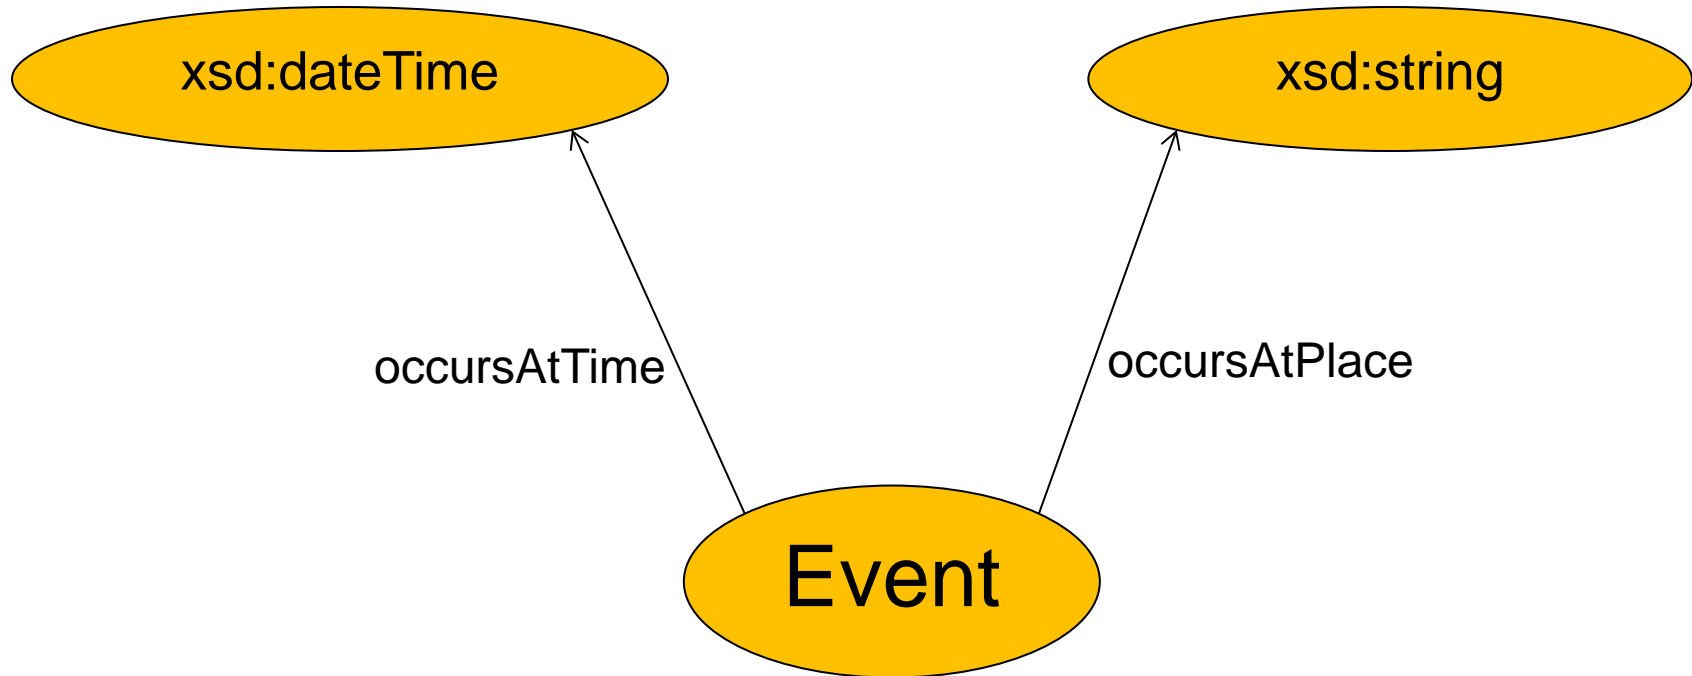 xsd:dateTime
xsd:string
occursAtTime
occursAtPlace
Event